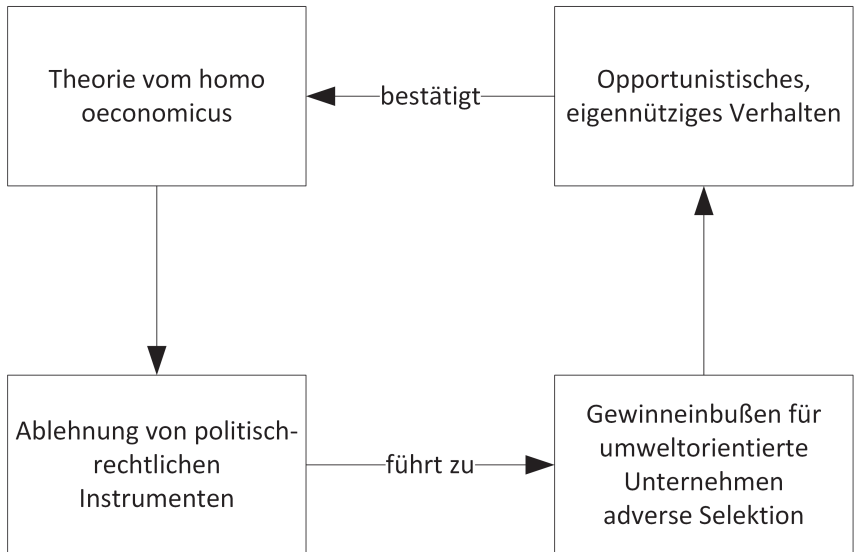 Theorie vom homo
oeconomicus
bestätigt
Opportunistisches,
eigennütziges Verhalten
Ablehnung von politisch-
rechtlichen
Instrumenten
führt zu
Gewinneinbußen für
umweltorientierte
Unternehmen
adverse Selektion